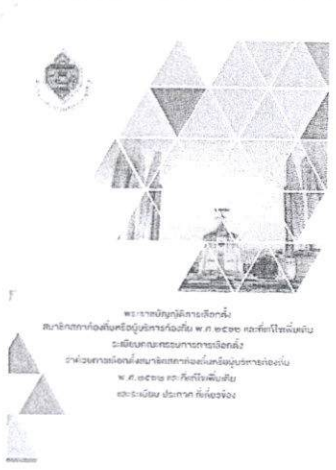 พระราชบัญญัติการเลือกตั้ง
สมาชิกสภาท้องถิ่นหรือผู้บริหารท้องถิ่น พ.ศ. ๒๕๖๒ และที่แก้ไขเพิ่มเติม
ระเบียบคณะกรรมการการเลือกตั้ง
ว่าด้วยการเลือกตั้งสมาชิกสภาท้องถิ่นหรือผู้บริหารท้องถิ่น
พ.ศ. ๒๕๖๒ และที่แก้ไขเพิ่มเติม
และระเบียบ ประกาศ ที่เกี่ยวข้อง